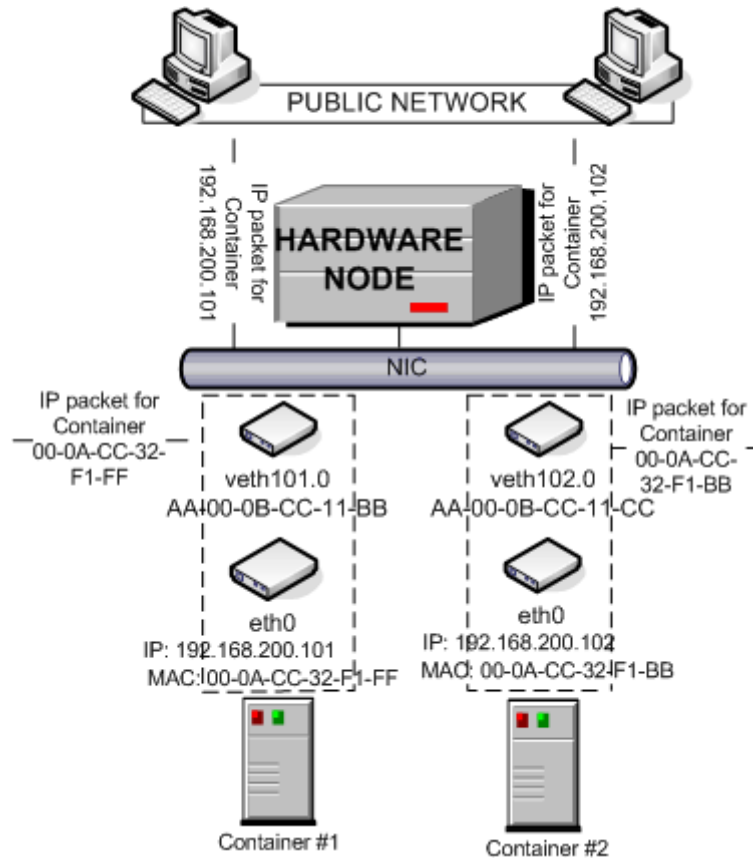 PUBLIC NETWORK
IP packet for
Container
192.168.200.101
HARDWARE
NODE
IP packet for
Container
192.168.200.102
NIC
IP packet for
Container
00-0A-CC-32-
F1-FF
veth101.0
AA-00-0B-CC-11-BB
veth102.0
AA-00-0B-CC-11-CC
IP packet for
Container
00-0A-CC-
32-F1-BB
eth0
IP: 192.168.200.101
MAC: 00-0A-CC-32-F1-FF
eth0
IP: 192.168.200.102
MAC: 00-0A-CC-32-F1-BB
Container #1
Container #2